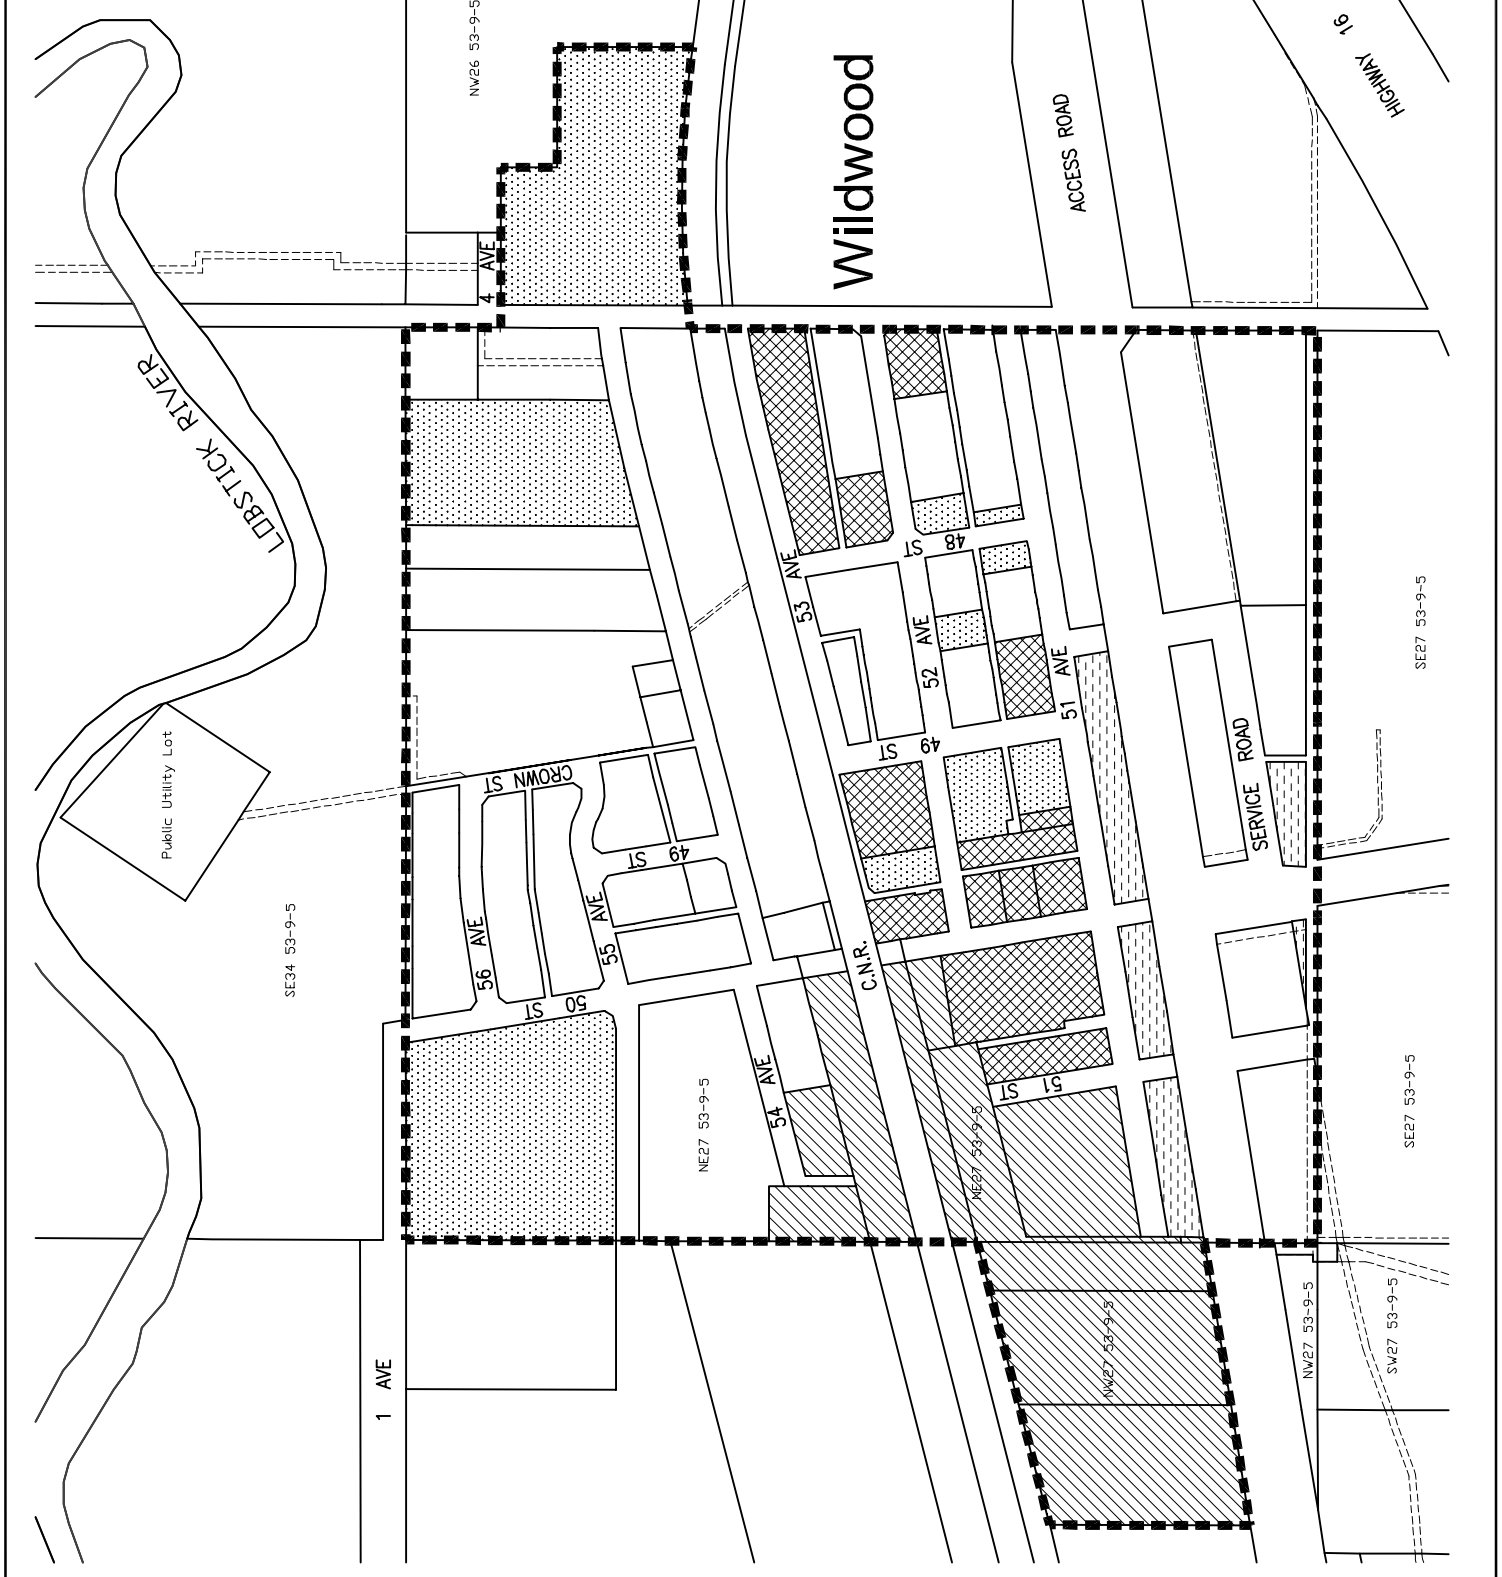 NW26 53-9-5
HIGHWAY 16
Wildwood
ACCESS ROAD
4 AVE
LOBSTICK RIVER
53 AVE
48 ST
52 AVE
51 AVE
49 ST
SE27 53-9-5
Public Utility Lot
CROWN ST
49 ST
SERVICE ROAD
56 AVE
55 AVE
50 ST
C.N.R.
SE34 53-9-5
54 AVE
51 ST
NE27 53-9-5
NE27 53-9-5
SE27 53-9-5
1 AVE
NW27 53-9-5
NW27 53-9-5
SW27 53-9-5